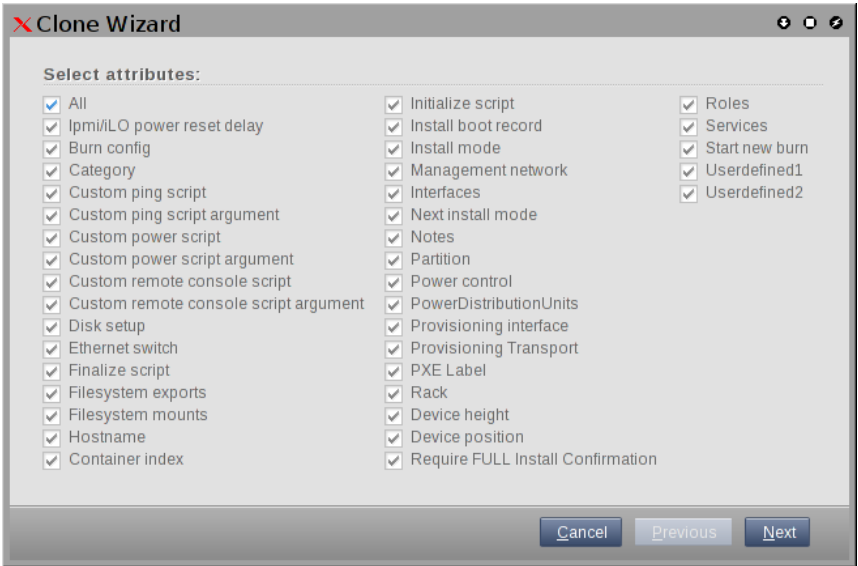 Clone Wizard
Select attributes:
All
Ipmi/iLO power reset delay
Burn config
Category
Custom ping script
Custom ping script argument
Custom power script
Custom power script argument
Custom remote console script
Custom remote console script argument
Disk setup
Ethernet switch
Finalize script
Filesystem exports
Filesystem mounts
Hostname
Container index
Initialize script
Install boot record
Install mode
Management network
Interfaces
Next install mode
Notes
Partition
Power control
PowerDistributionUnits
Provisioning interface
Provisioning Transport
PXE Label
Rack
Device height
Device position
Require FULL Install Confirmation
Roles
Services
Start new burn
Userdefined1
Userdefined2
Cancel
Previous
Next